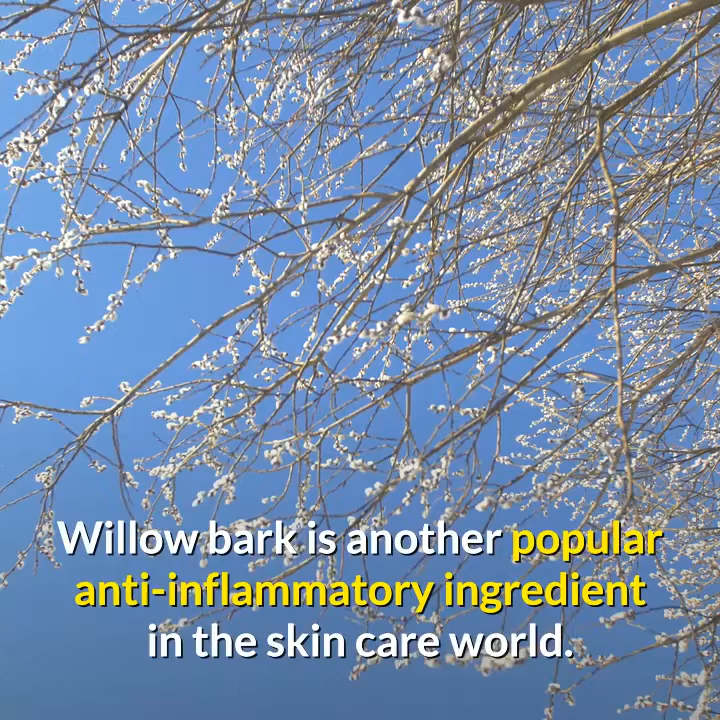 Willow bark is another popular
anti-inflammatory ingredient
in the skin care world.